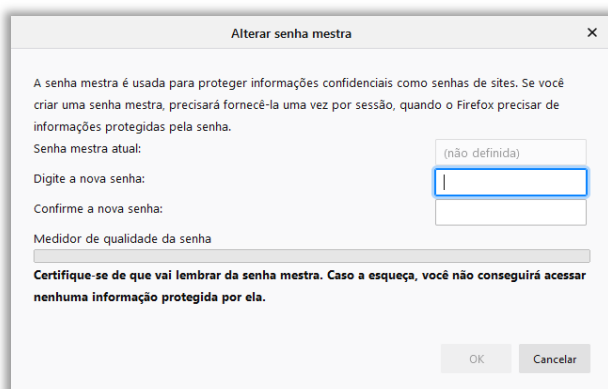 Alterar senha mestra
A senha mestra é usada para proteger informações confidenciais como senhas de sites. Se você
criar uma senha mestra, precisará fornecê-la uma vez por sessão, quando o Firefox precisar de
informações protegidas pela senha.
Senha mestra atual:
(não definida)
Digite a nova senha:
Confirme a nova senha:
Medidor de qualidade da senha
Certifique-se de que vai lembrar da senha mestra. Caso a esqueça, você não conseguirá acessar
nenhuma informação protegida por ela.
OK
Cancelar